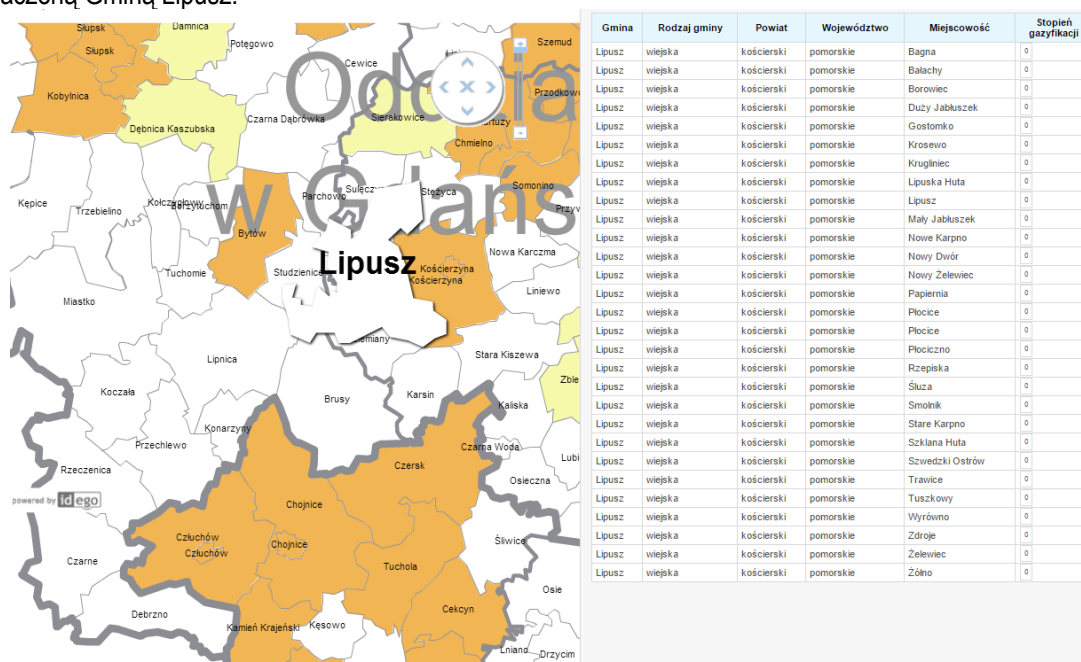 Gminą Lipusz.
Słupsk
Damnica
Słupsk
Potęgowo
Szemud
Cewice
Kobylnica
Przodkowo
Czarna Dąbrówka
Sierakowice
Dębnica Kaszubska
Chmielno
Parchowo
Stężyca
Somonino
Kępice
Trzebielino
Kołczygłowy
Borzytuchom
w Gdańs
Bytów
Nowa Karczma
Tuchomie
Studzienice
Lipusz
Kościerzyna
Kościerzyna
Liniewo
Miastko
Lipnica
Stara Kiszewa
Zble
Koczała
Brusy
Karsin
Kaliska
Konarzyny
Przechlewo
Czarna Woda
Lubi
Rzeczenica
Czersk
Osieczna
powered by idego
Chojnice
Człuchów
Człuchów
Chojnice
Śliwice
Czarne
Tuchola
Osie
Debrzno
Cekcyn
Kamień Krajeński
Kęsowo
Lniano
Drzycim
Gmina Rodzaj gminy Powiat Województwo Miejscowość Stopień gazyfikacji
Lipusz wiejska kościerski pomorskie Bagna 0
Lipusz wiejska kościerski pomorskie Bałachy 0
Lipusz wiejska kościerski pomorskie Borowiec 0
Lipusz wiejska kościerski pomorskie Duży Jabłuszek 0
Lipusz wiejska kościerski pomorskie Gostomko 0
Lipusz wiejska kościerski pomorskie Krosewo 0
Lipusz wiejska kościerski pomorskie Krugliniec 0
Lipusz wiejska kościerski pomorskie Lipuska Huta 0
Lipusz wiejska kościerski pomorskie Lipusz 0
Lipusz wiejska kościerski pomorskie Mały Jabłuszek 0
Lipusz wiejska kościerski pomorskie Nowe Karpno 0
Lipusz wiejska kościerski pomorskie Nowy Dwór 0
Lipusz wiejska kościerski pomorskie Nowy Żelewiec 0
Lipusz wiejska kościerski pomorskie Papiernia 0
Lipusz wiejska kościerski pomorskie Płocice 0
Lipusz wiejska kościerski pomorskie Płocice 0
Lipusz wiejska kościerski pomorskie Płociczno 0
Lipusz wiejska kościerski pomorskie Rzepiska 0
Lipusz wiejska kościerski pomorskie Śluza 0
Lipusz wiejska kościerski pomorskie Smolnik 0
Lipusz wiejska kościerski pomorskie Stare Karpno 0
Lipusz wiejska kościerski pomorskie Szklana Huta 0
Lipusz wiejska kościerski pomorskie Szwedzki Ostrów 0
Lipusz wiejska kościerski pomorskie Trawice 0
Lipusz wiejska kościerski pomorskie Tuszkowy 0
Lipusz wiejska kościerski pomorskie Wyrówno 0
Lipusz wiejska kościerski pomorskie Zdroje 0
Lipusz wiejska kościerski pomorskie Żelewiec 0
Lipusz wiejska kościerski pomorskie Żółno 0